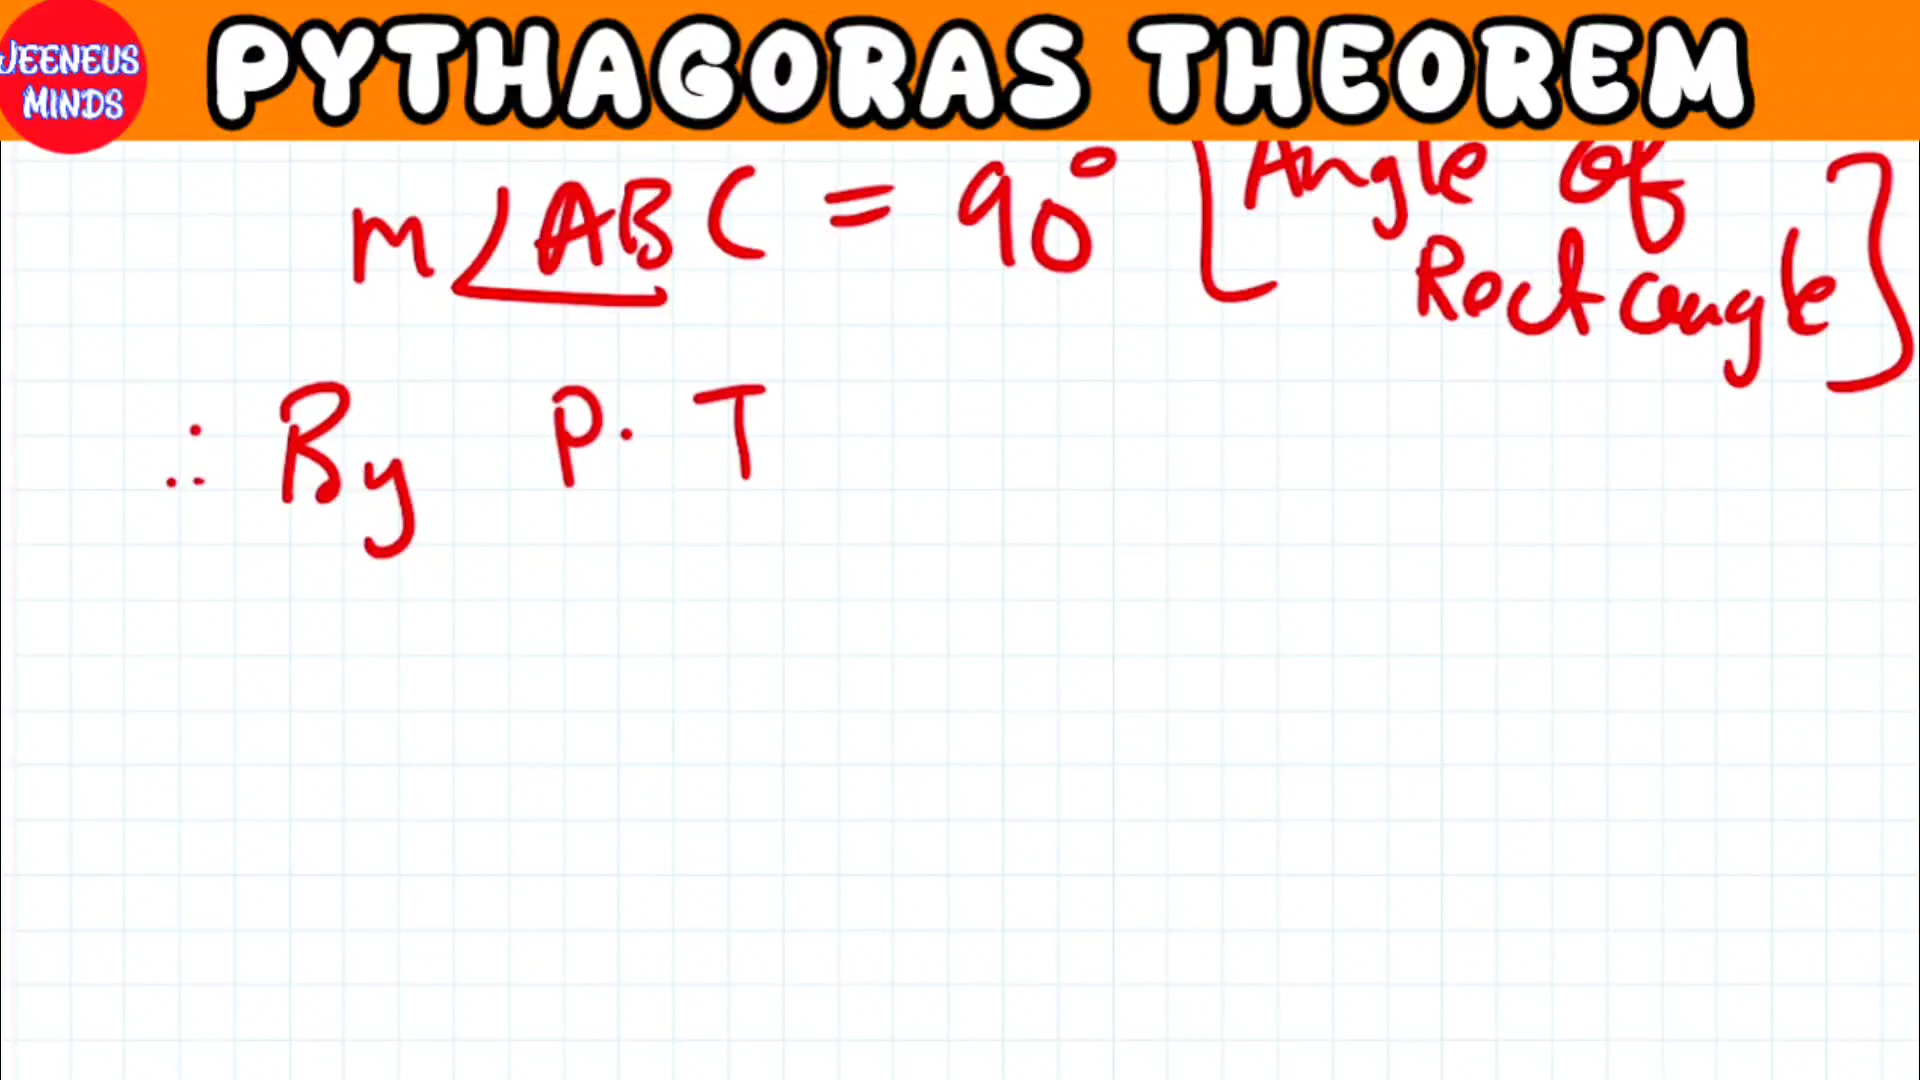 JEENEUS
MINDS
PYTHAGORAS THEOREM
m∠ABC = 90° [Angle of
Rectangle]
∴ By P.T